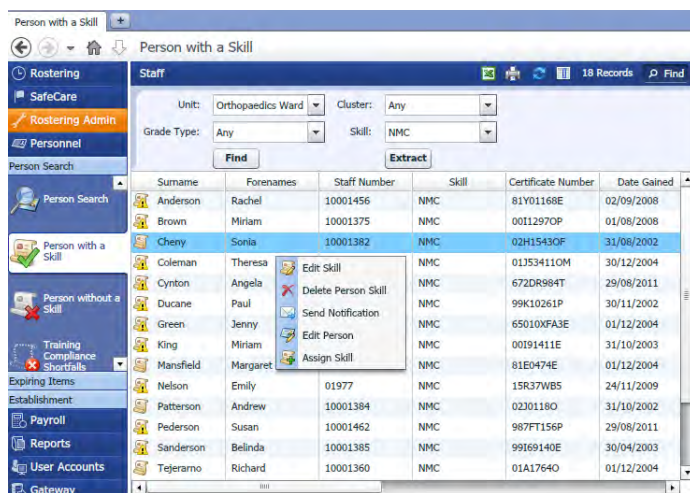 Person with a Skill
Person with a Skill
Rostering
Staff
18 Records
Find
SafeCare
Unit: Orthopaedics Ward Cluster: Any
Rostering Admin
Grade Type: Any Skill: NMC
Personnel
Find Extract
Person Search
Surname Forenames Staff Number Skill Certificate Number Date Gained
Person Search
Anderson Rachel 10001456 NMC 81Y01168E 02/09/2008
Brown Miriam 10001375 NMC 00I1297OP 01/08/2008
Person with a
Skill
Cheny Sonia 10001382 NMC 02H1543OF 31/08/2002
Coleman Theresa NMC 01J53411OM 30/12/2004
Cynton Angela NMC 672DR984T 29/08/2011
Person without a
Skill
Ducane Paul NMC 99K10261P 30/11/2002
Green Jenny NMC 65010XFA3E 01/12/2004
King Miriam NMC 00I91411E 31/10/2003
Training
Compliance
Shortfalls
Mansfield Margaret NMC 81E0474E 01/12/2004
Edit Skill
Delete Person Skill
Send Notification
Edit Person
Assign Skill
Expiring Items
Nelson Emily 01977 NMC 15R37WB5 24/11/2009
Establishment
Patterson Andrew 10001384 NMC 02J0118O 31/10/2002
Payroll
Pederson Susan 10001462 NMC 987FT156P 29/08/2011
Reports
Sanderson Belinda 10001385 NMC 99I69140E 30/04/2003
User Accounts
Tejerarno Richard 10001360 NMC 01A1764O 01/12/2004
Gateway